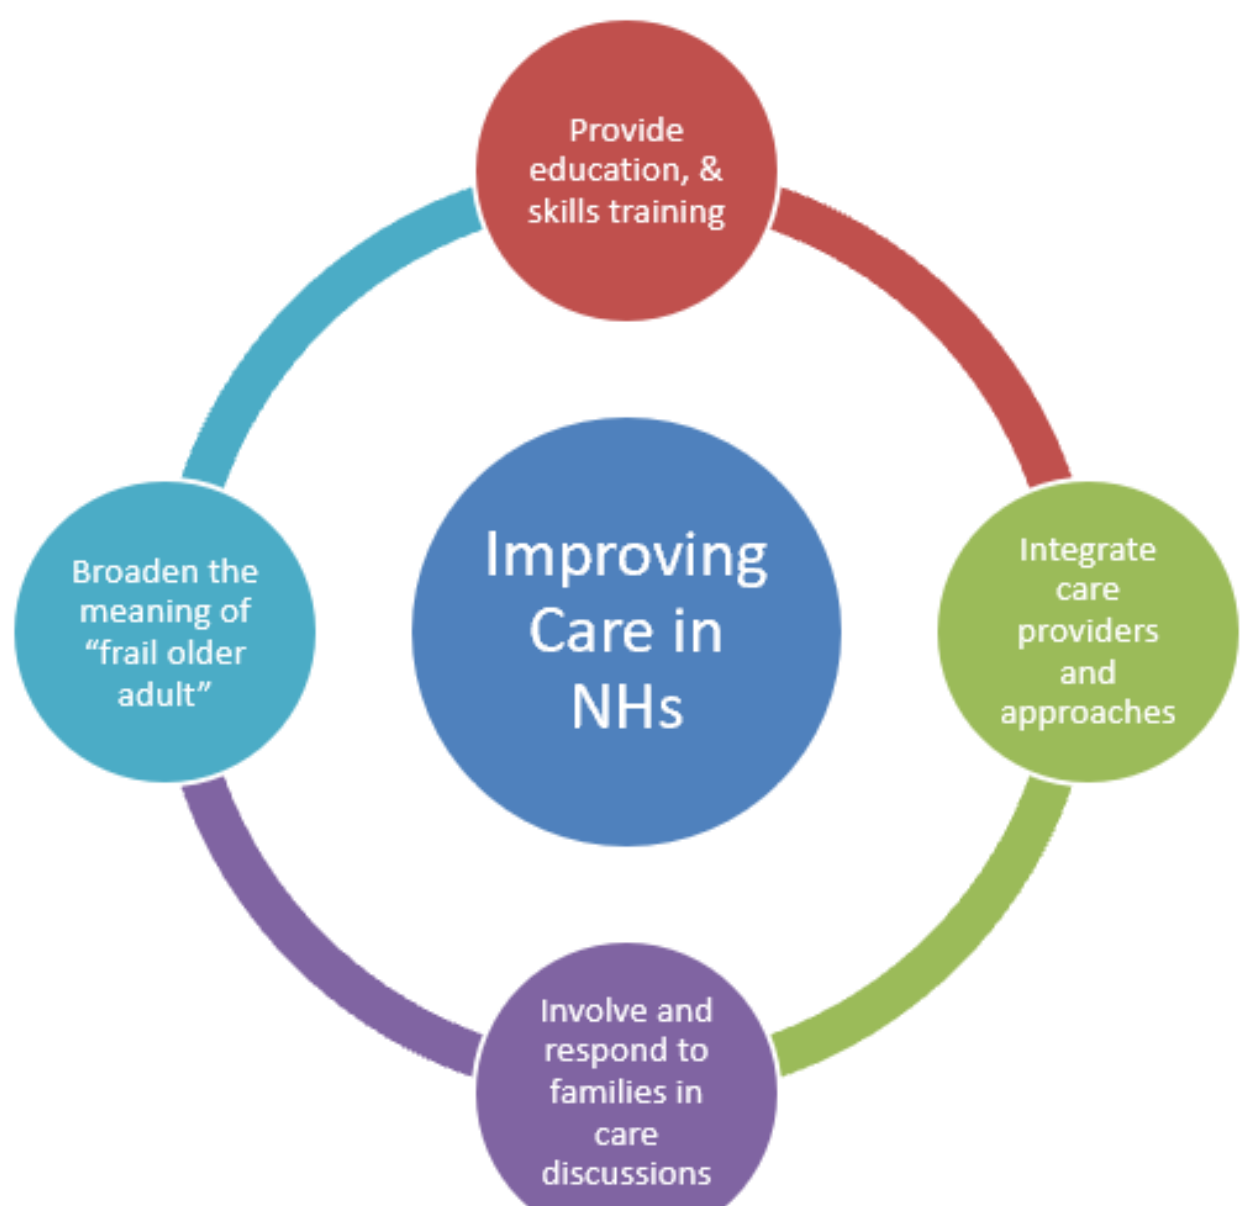 Provide
education, &
skills training
Integrate
care
providers
and
approaches
Involve and
respond to
families in
care
discussions
Broaden the
meaning of
“frail older
adult”
Improving
Care in
NHs